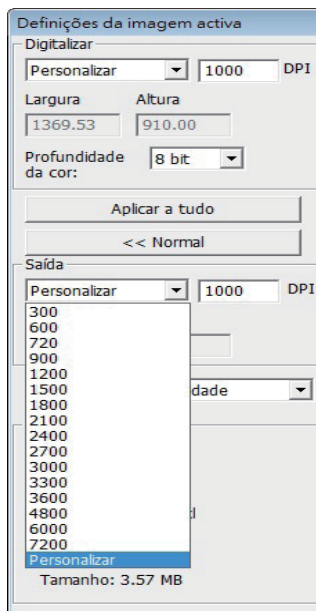 Definições da imagem activa
Digitalizar
Personalizar 1000 DPI
Largura Altura
1369.53 910.00
Profundidade da cor: 8 bit
Aplicar a tudo
<< Normal
Saída
Personalizar 1000 DPI
300
600
720
900
1200
1500
1800
2100
2400
2700
3000
3300
3600
4800
6000
7200
Personalizar
dade
Tamanho: 3.57 MB